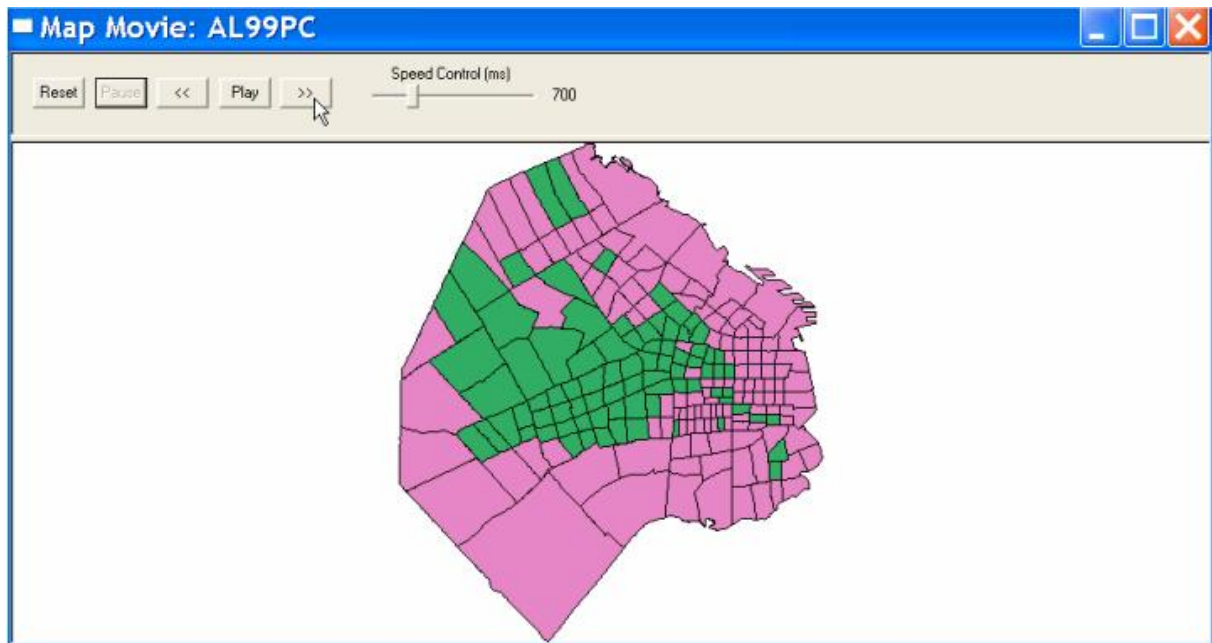 Map Movie: AL99PC
Speed Control (ms)
Reset Pause << Play >> 700